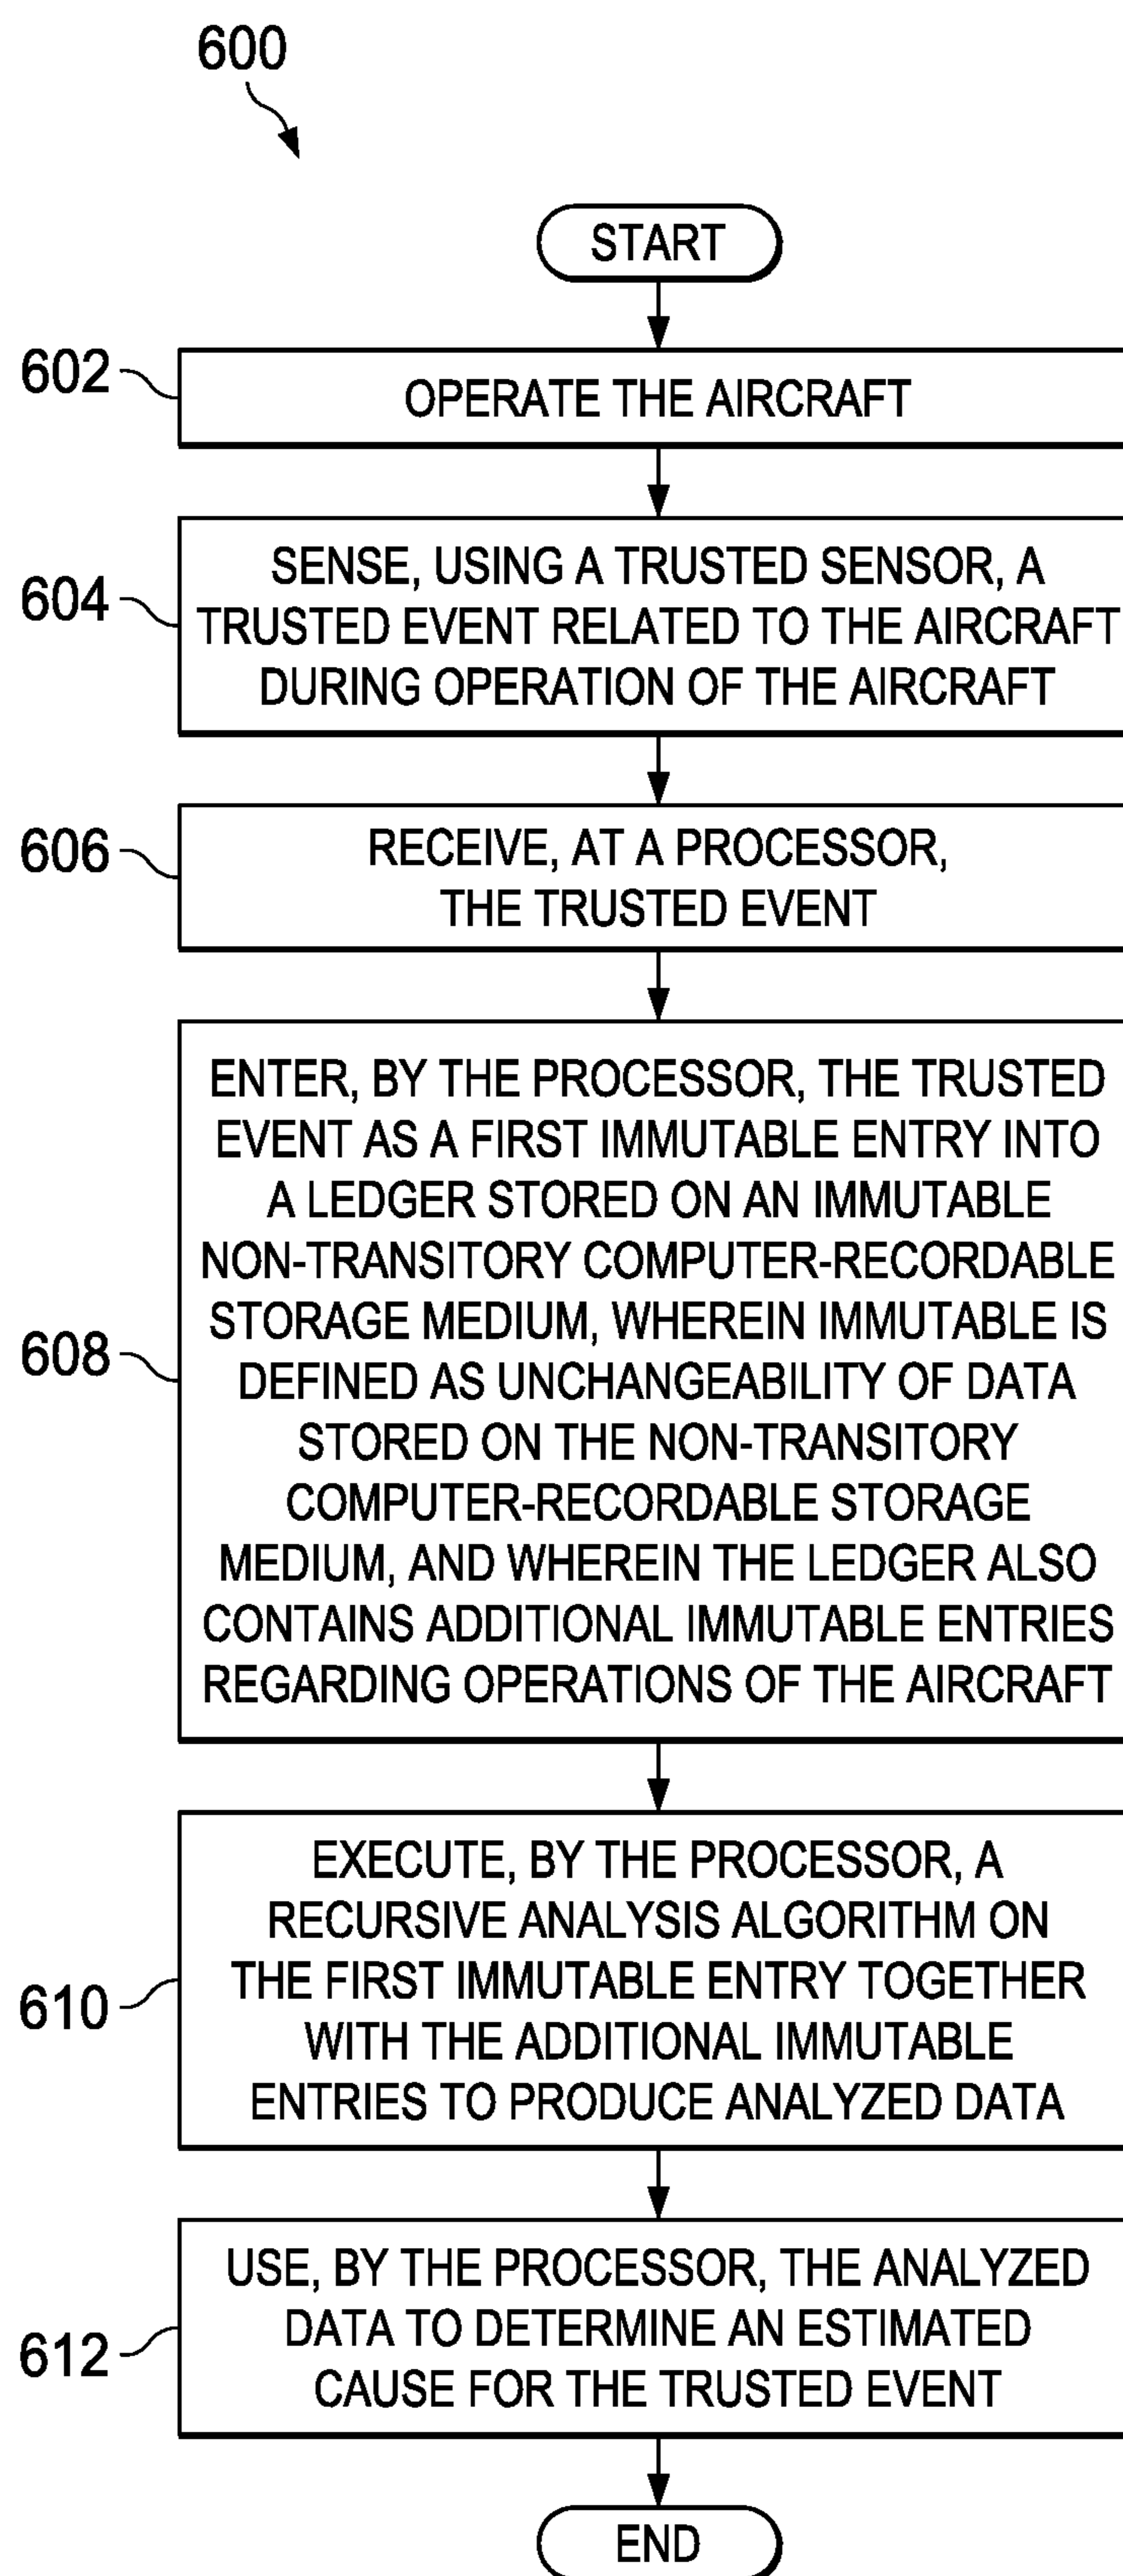 600
START
602
OPERATE THE AIRCRAFT
604
SENSE, USING A TRUSTED SENSOR, A
TRUSTED EVENT RELATED TO THE AIRCRAFT
DURING OPERATION OF THE AIRCRAFT
606
RECEIVE, AT A PROCESSOR,
THE TRUSTED EVENT
608
ENTER, BY THE PROCESSOR, THE TRUSTED
EVENT AS A FIRST IMMUTABLE ENTRY INTO
A LEDGER STORED ON AN IMMUTABLE
NON-TRANSITORY COMPUTER-RECORDABLE
STORAGE MEDIUM, WHEREIN IMMUTABLE IS
DEFINED AS UNCHANGEABILITY OF DATA
STORED ON THE NON-TRANSITORY
COMPUTER-RECORDABLE STORAGE
MEDIUM, AND WHEREIN THE LEDGER ALSO
CONTAINS ADDITIONAL IMMUTABLE ENTRIES
REGARDING OPERATIONS OF THE AIRCRAFT
610
EXECUTE, BY THE PROCESSOR, A
RECURSIVE ANALYSIS ALGORITHM ON
THE FIRST IMMUTABLE ENTRY TOGETHER
WITH THE ADDITIONAL IMMUTABLE
ENTRIES TO PRODUCE ANALYZED DATA
612
USE, BY THE PROCESSOR, THE ANALYZED
DATA TO DETERMINE AN ESTIMATED
CAUSE FOR THE TRUSTED EVENT
END